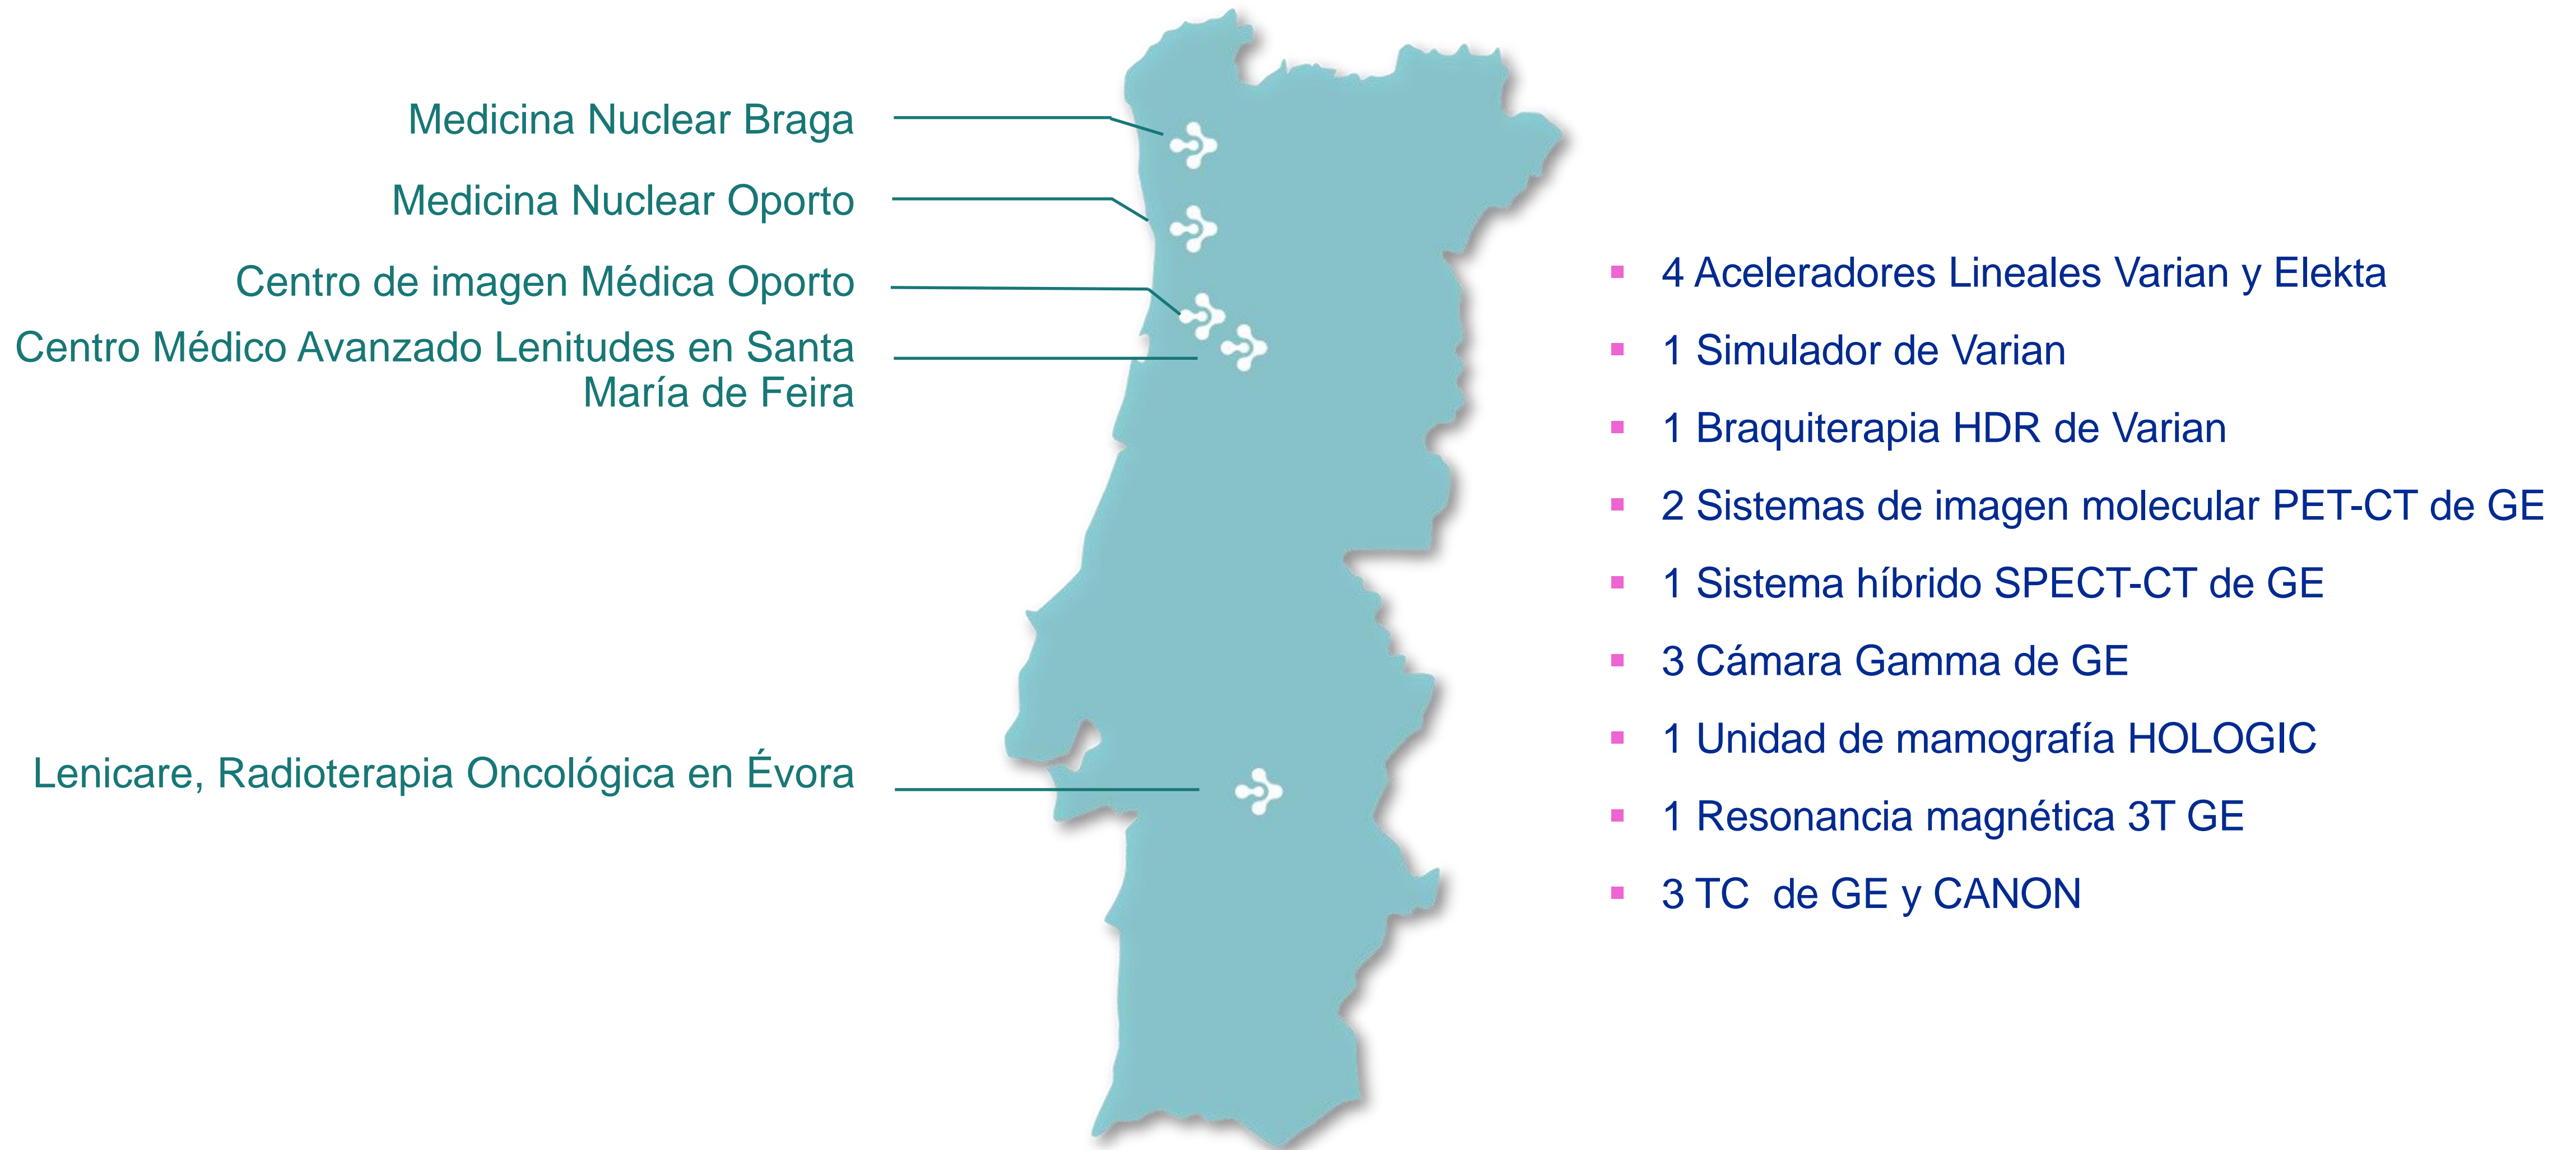 Medicina Nuclear Braga
Medicina Nuclear Oporto
Centro de imagen Médica Oporto
Centro Médico Avanzado Lenitudes en Santa
María de Feira
Lenicare, Radioterapia Oncológica en Évora
▪ 4 Aceleradores Lineales Varian y Elekta
▪ 1 Simulador de Varian
▪ 1 Braquiterapia HDR de Varian
▪ 2 Sistemas de imagen molecular PET-CT de GE
▪ 1 Sistema híbrido SPECT-CT de GE
▪ 3 Cámara Gamma de GE
▪ 1 Unidad de mamografía HOLOGIC
▪ 1 Resonancia magnética 3T GE
▪ 3 TC  de GE y CANON